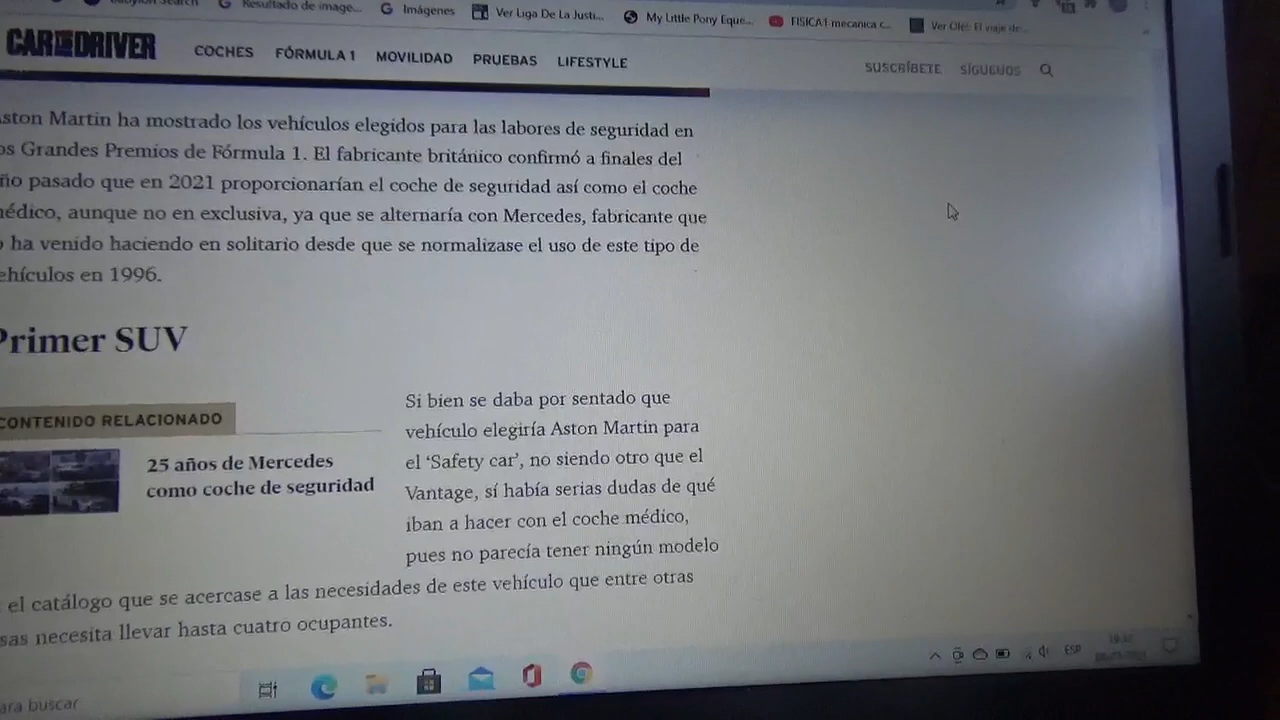 Resultado de image...
Imágenes
Ver Liga De La Justi...
My Little Pony Eque...
FISICA1 mecanica c...
Ver Olé: El viaje de...
CAR AND DRIVER
COCHES FÓRMULA 1 MOVILIDAD PRUEBAS LIFESTYLE
SUSCRÍBETE SÍGUENOS
ston Martin ha mostrado los vehículos elegidos para las labores de seguridad en
os Grandes Premios de Fórmula 1. El fabricante británico confirmó a finales del
ño pasado que en 2021 proporcionarían el coche de seguridad así como el coche
médico, aunque no en exclusiva, ya que se alternaría con Mercedes, fabricante que
o ha venido haciendo en solitario desde que se normalizase el uso de este tipo de
ehículos en 1996.
Primer SUV
CONTENIDO RELACIONADO
25 años de Mercedes
como coche de seguridad
Si bien se daba por sentado que
vehículo elegiría Aston Martin para
el ‘Safety car’, no siendo otro que el
Vantage, sí había serias dudas de qué
iban a hacer con el coche médico,
pues no parecía tener ningún modelo
el catálogo que se acercase a las necesidades de este vehículo que entre otras
sas necesita llevar hasta cuatro ocupantes.
ara buscar
ESP